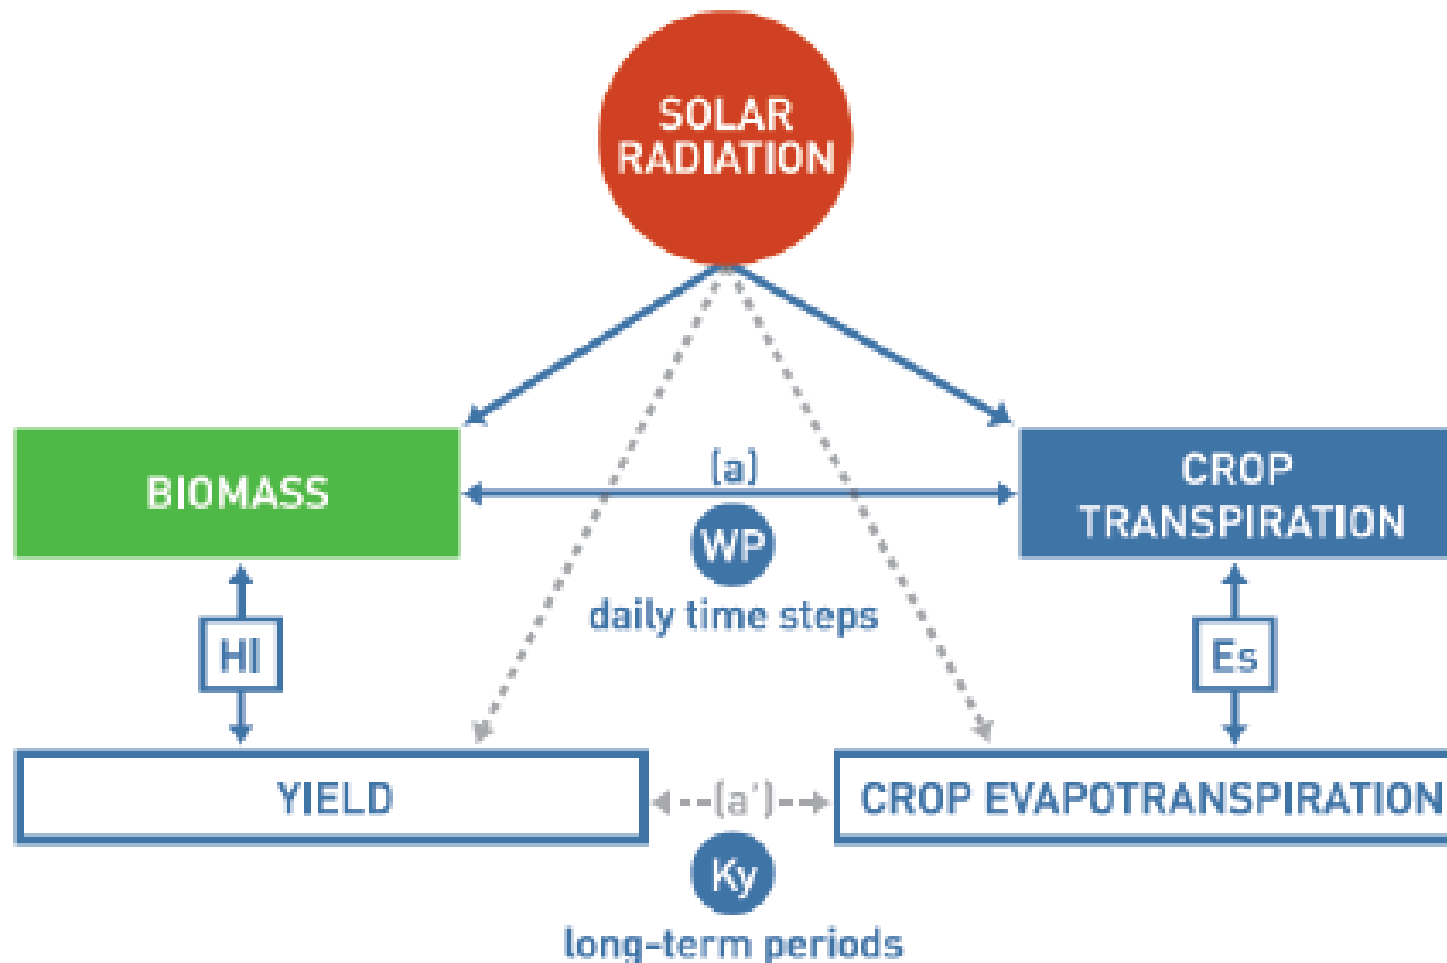 SOLAR
RADIATION
BIOMASS
(a)
WP
daily time steps
CROP
TRANSPIRATION
HI
Es
YIELD
(a')
CROP EVAPOTRANSPIRATION
Ky
long-term periods